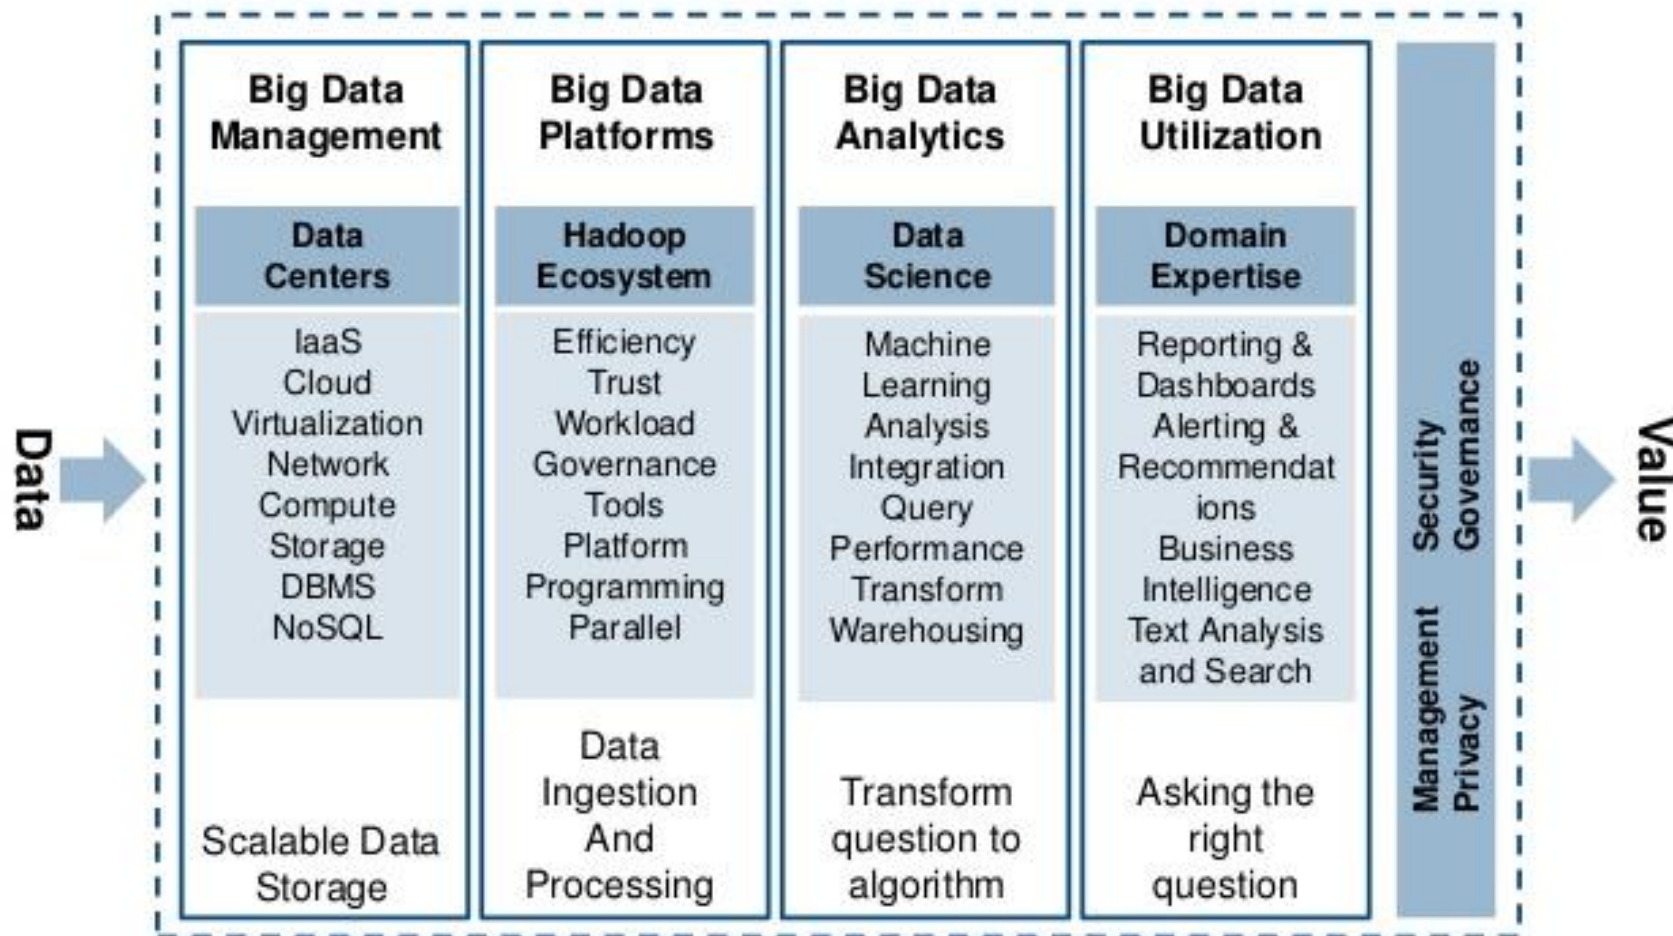 Data
Big Data
Management
Data
Centers
IaaS
Cloud
Virtualization
Network
Compute
Storage
DBMS
NoSQL
Scalable Data
Storage
Big Data
Platforms
Hadoop
Ecosystem
Efficiency
Trust
Workload
Governance
Tools
Platform
Programming
Parallel
Data
Ingestion
And
Processing
Big Data
Analytics
Data
Science
Machine
Learning
Analysis
Integration
Query
Performance
Transform
Warehousing
Transform
question to
algorithm
Big Data
Utilization
Domain
Expertise
Reporting &
Dashboards
Alerting &
Recommendat
ions
Business
Intelligence
Text Analysis
and Search
Asking the
right
question
Management Security
Privacy Governance
Value